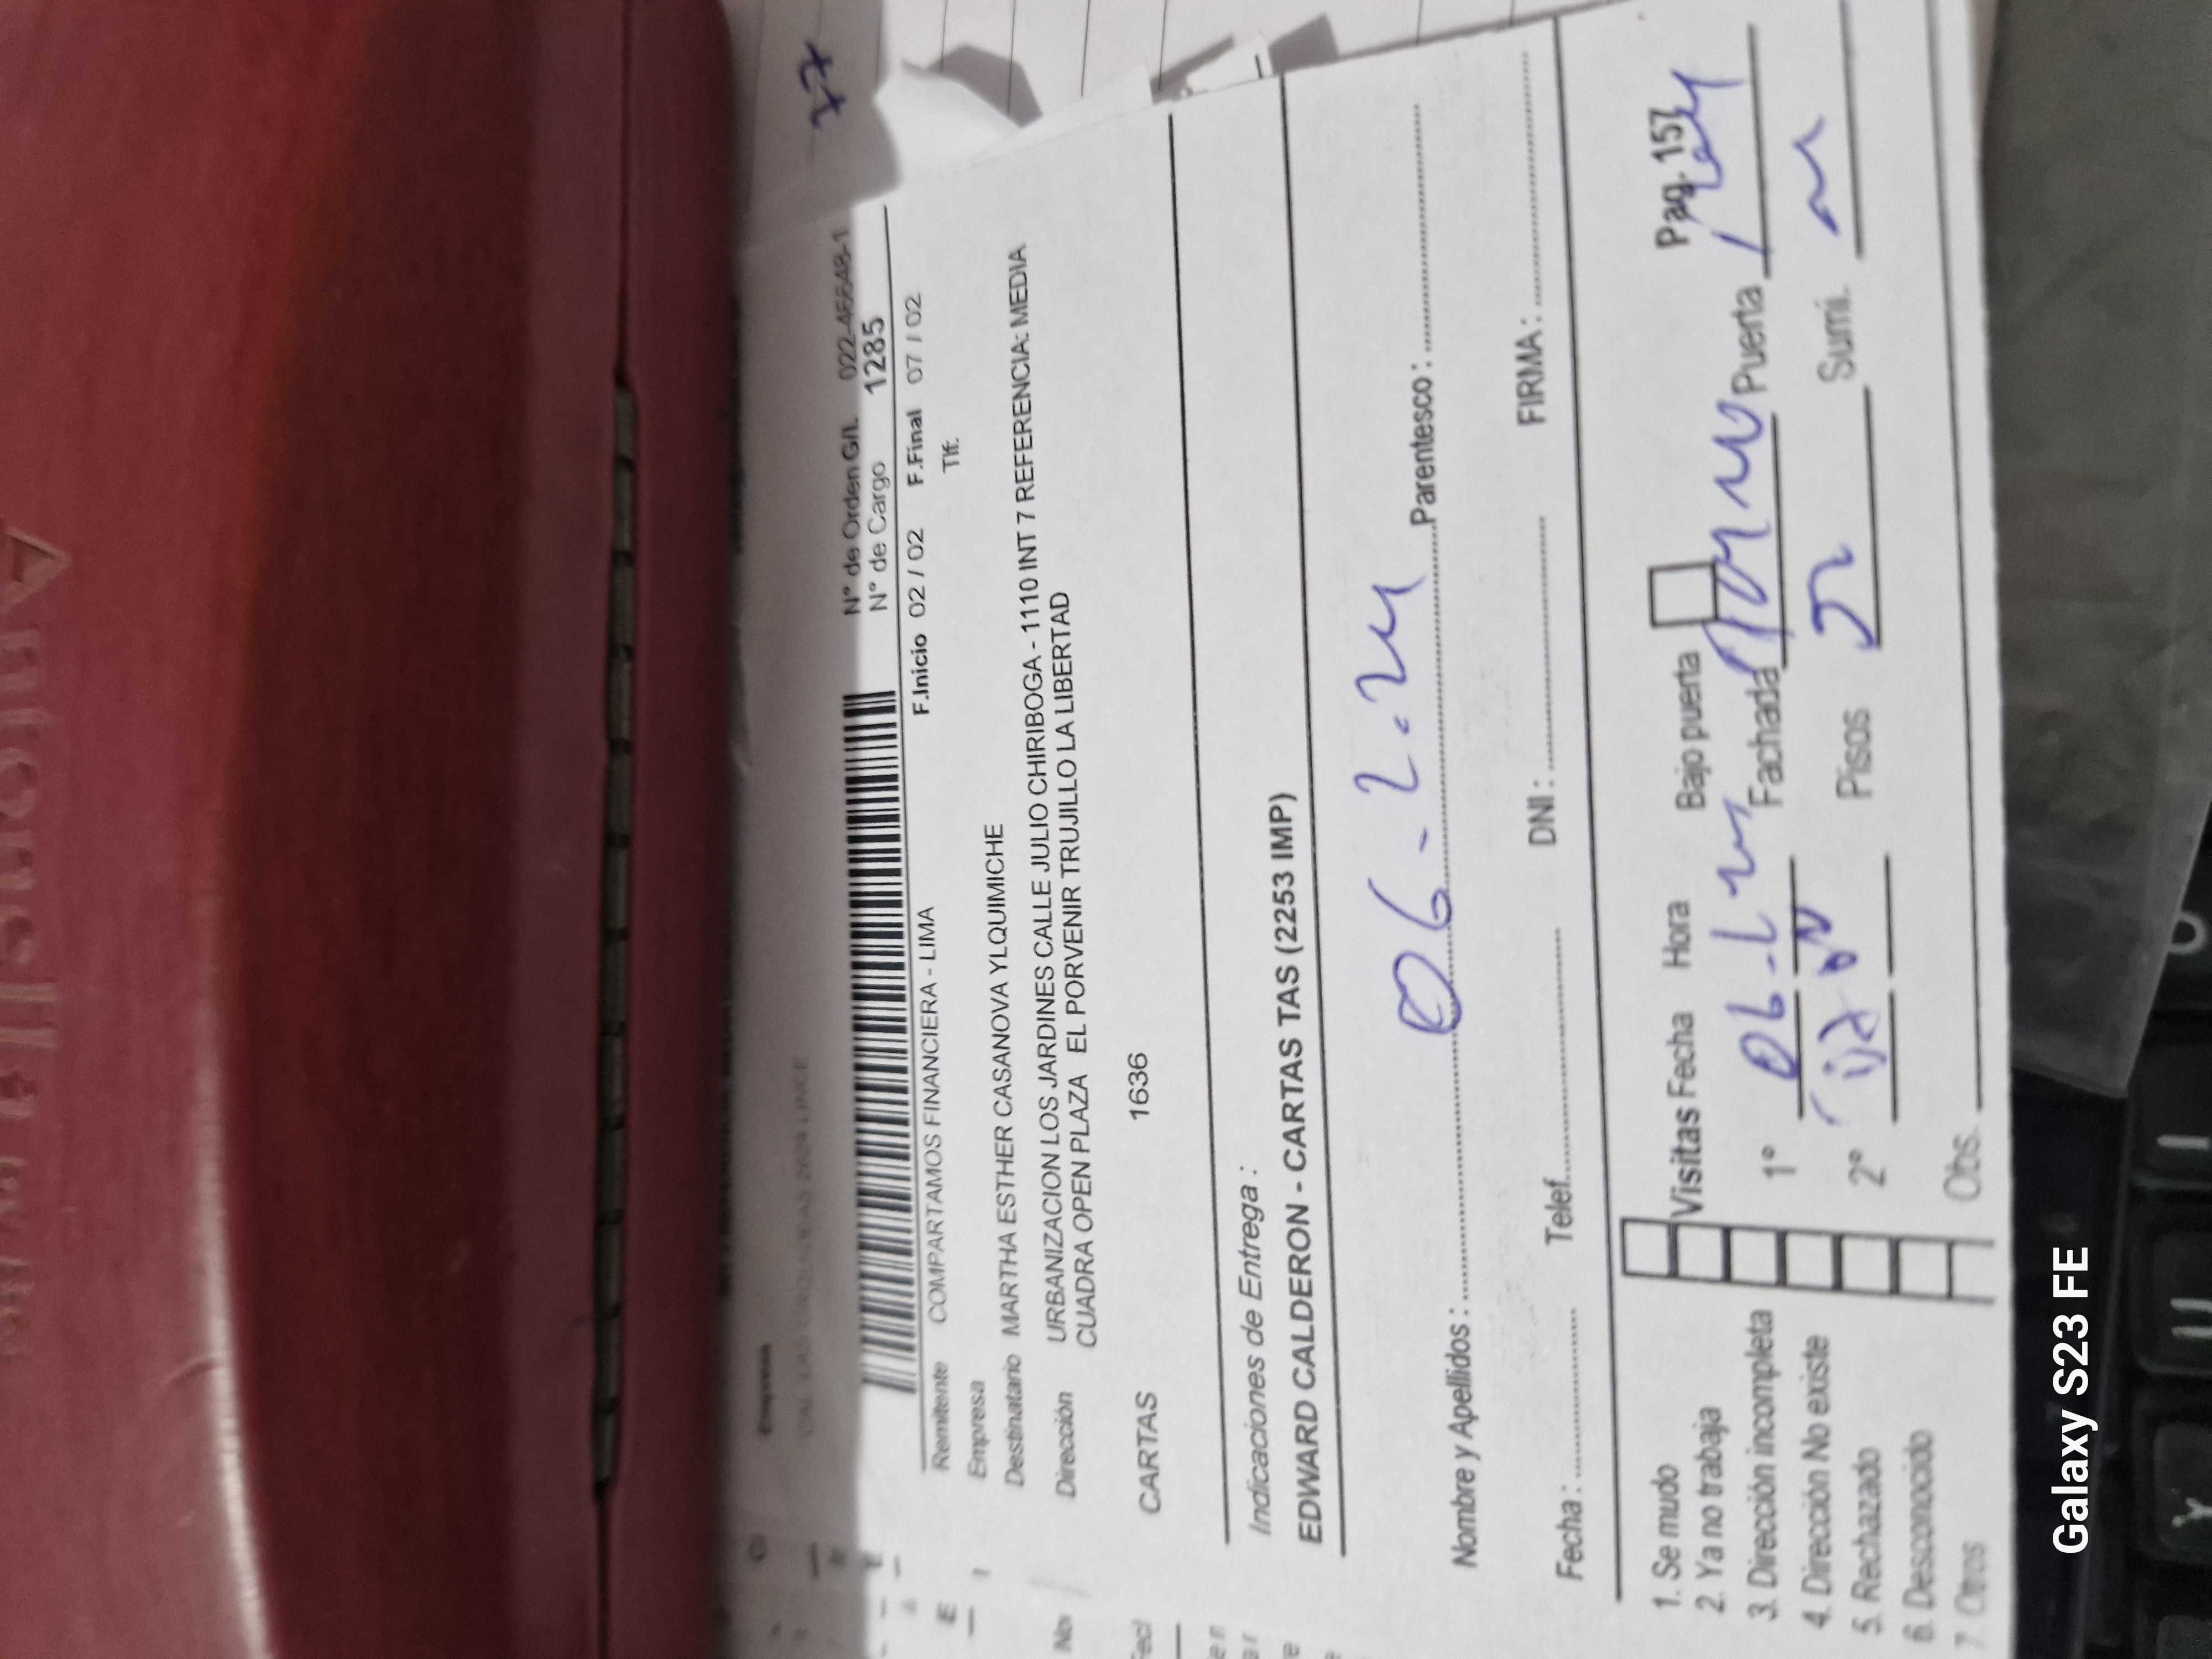 77
N° de Orden G/L 022-466648-1
N° de Cargo 1285
Remitente COMPARTAMOS FINANCIERA - LIMA F.Inicio 02 / 02 F.Final 07 / 02
Empresa Tlf.
Destinatario MARTHA ESTHER CASANOVA YLQUIMICHE
Dirección URBANIZACION LOS JARDINES CALLE JULIO CHIRIBOGA - 1110 INT 7 REFERENCIA: MEDIA
CUADRA OPEN PLAZA EL PORVENIR TRUJILLO LA LIBERTAD
CARTAS 1636
Indicaciones de Entrega :
EDWARD CALDERON - CARTAS TAS (2253 IMP)
06-2-24
Nombre y Apellidos : Parentesco :
Fecha : Telef. DNI : FIRMA :
1. Se mudo Visitas Fecha Hora Bajo puerta Pag. 157
2. Ya no trabaja
3. Dirección incompleta 1° Fachada Puerta
4. Dirección No existe
5. Rechazado 2° Pisos Sumi.
6. Desconocido
7. Otros Obs.
Galaxy S23 FE